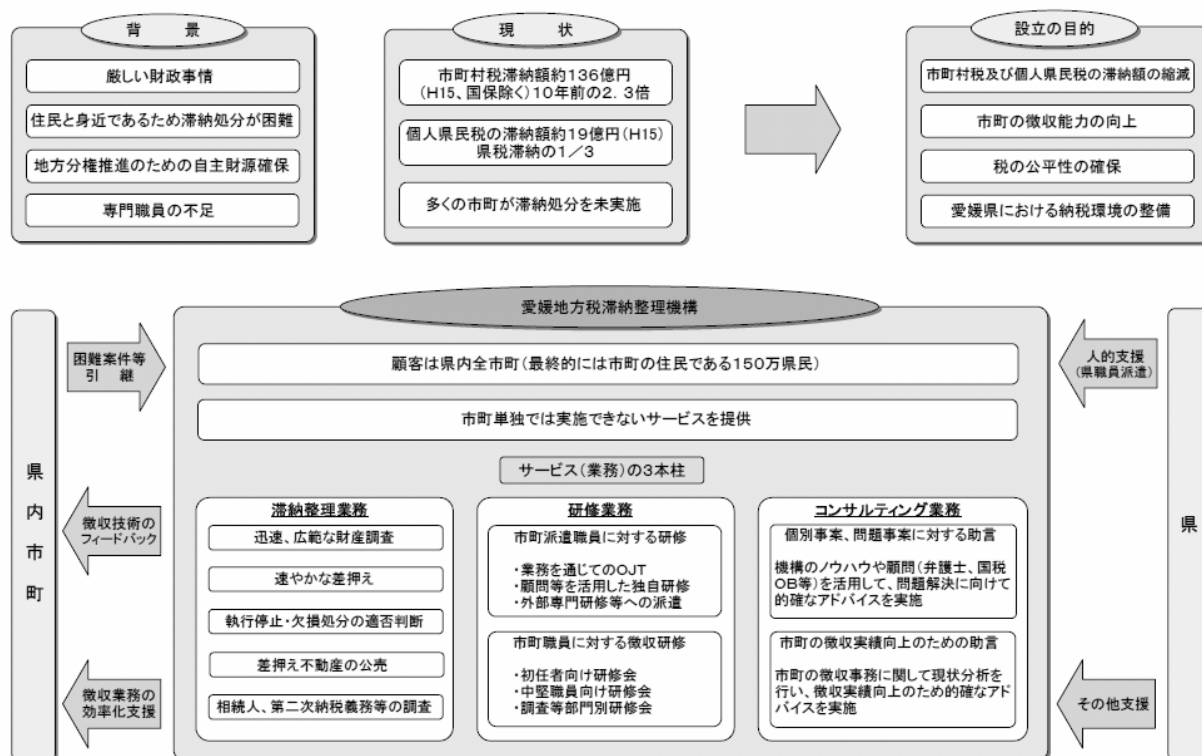 背　景
厳しい財政事情
住民と身近であるため滞納処分が困難
地方分権推進のための自主財源確保
専門職員の不足
現　状
市町村税滞納額約136億円
(H15、国保除く)10年前の2．3倍
個人県民税の滞納額約19億円(H15)
県税滞納の1／3
多くの市町が滞納処分を未実施
設立の目的
市町村税及び個人県民税の滞納額の縮減
市町の徴収能力の向上
税の公平性の確保
愛媛県における納税環境の整備
愛媛地方税滞納整理機構
顧客は県内全市町(最終的には市町の住民である150万県民)
市町単独では実施できないサービスを提供
サービス(業務)の3本柱
滞納整理業務
迅速、広範な財産調査
速やかな差押え
執行停止・欠損処分の適否判断
差押え不動産の公売
相続人、第二次納税義務等の調査
研修業務
市町派遣職員に対する研修
・業務を通じてのOJT
・顧問等を活用した独自研修
・外部専門研修等への派遣
市町職員に対する徴収研修
・初任者向け研修会
・中堅職員向け研修会
・調査等部門別研修会
コンサルティング業務
個別事案、問題事案に対する助言
機構のノウハウや顧問(弁護士、国税
OB等)を活用して、問題解決に向けて
的確なアドバイスを実施
市町の徴収実績向上のための助言
市町の徴収事務に関して現状分析を
行い、徴収実績向上のため的確なアド
バイスを実施
県内市町
困難案件等
引　継
徴収技術の
フィードバック
徴収業務の
効率化支援
人的支援
(県職員派遣)
その他支援
県